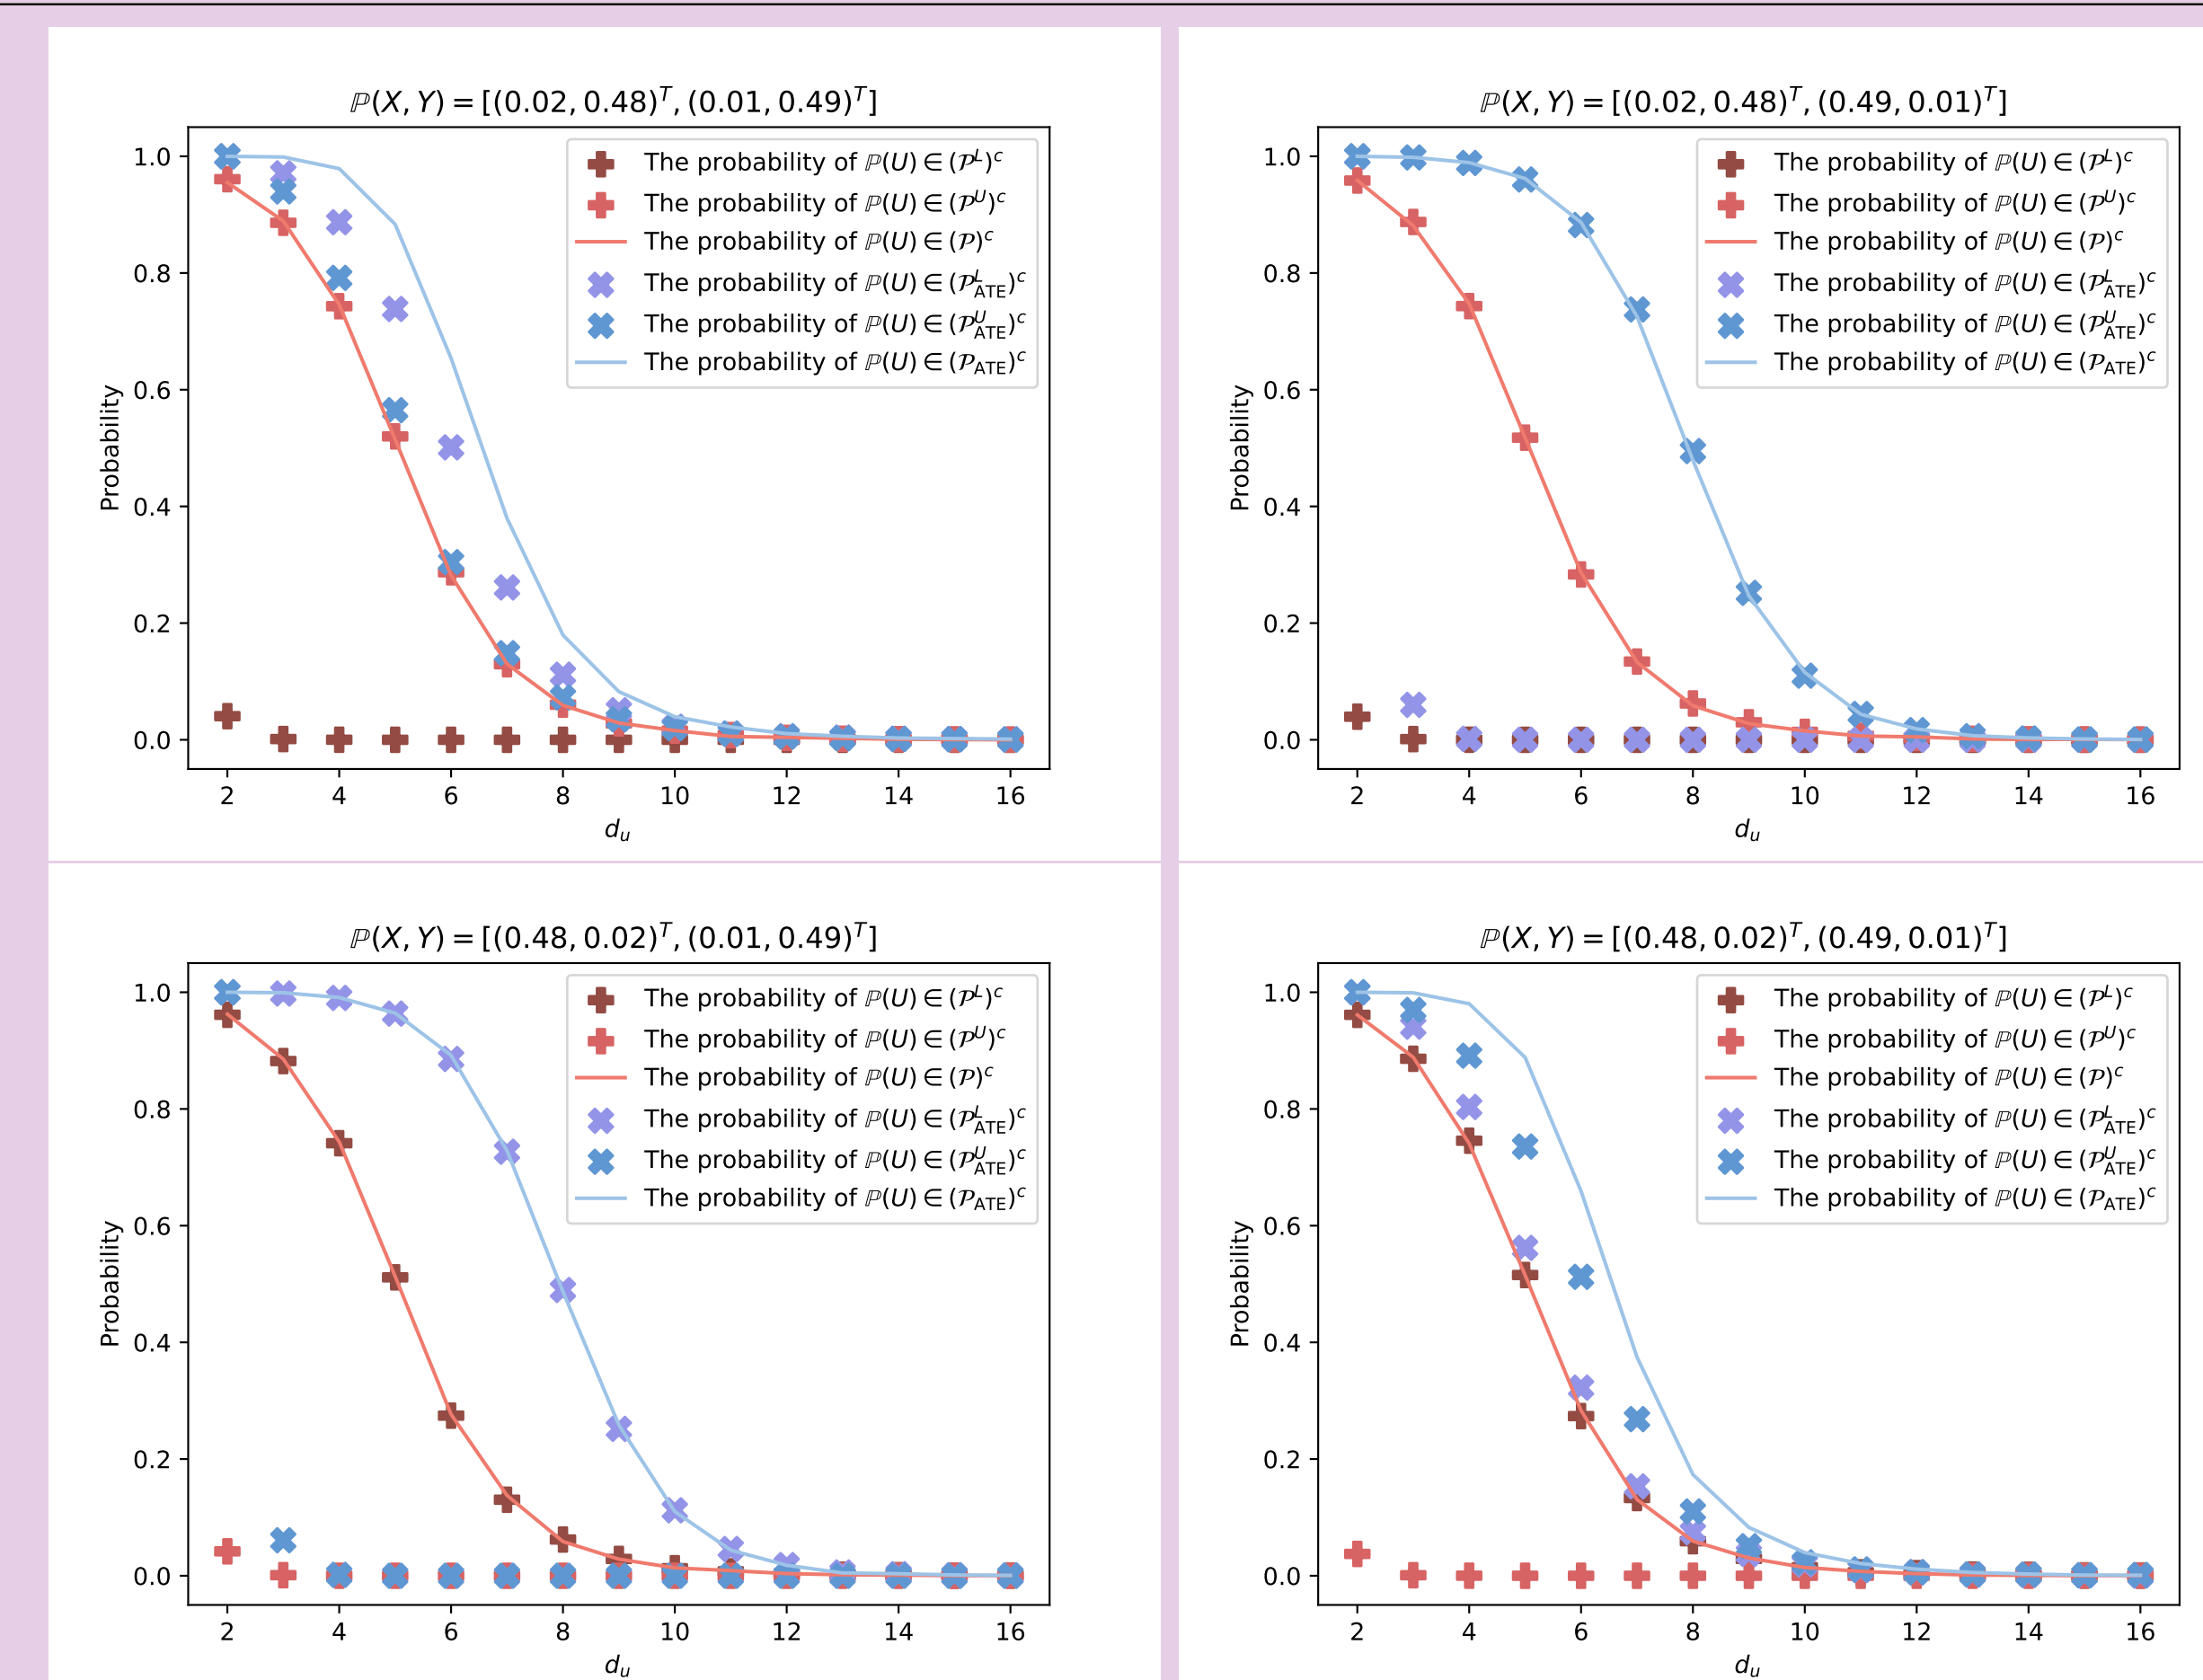 ℙ(X, Y) = [(0.02, 0.48)^T, (0.01, 0.49)^T]
The probability of ℙ(U) ∈ (𝒫^L)^c
The probability of ℙ(U) ∈ (𝒫^U)^c
The probability of ℙ(U) ∈ (𝒫)^c
The probability of ℙ(U) ∈ (𝒫^L_ATE)^c
The probability of ℙ(U) ∈ (𝒫^U_ATE)^c
The probability of ℙ(U) ∈ (𝒫_ATE)^c
Probability
1.0
0.8
0.6
0.4
0.2
0.0
2 4 6 8 10 12 14 16
d_u
ℙ(X, Y) = [(0.02, 0.48)^T, (0.49, 0.01)^T]
The probability of ℙ(U) ∈ (𝒫^L)^c
The probability of ℙ(U) ∈ (𝒫^U)^c
The probability of ℙ(U) ∈ (𝒫)^c
The probability of ℙ(U) ∈ (𝒫^L_ATE)^c
The probability of ℙ(U) ∈ (𝒫^U_ATE)^c
The probability of ℙ(U) ∈ (𝒫_ATE)^c
Probability
1.0
0.8
0.6
0.4
0.2
0.0
2 4 6 8 10 12 14 16
d_u
ℙ(X, Y) = [(0.48, 0.02)^T, (0.01, 0.49)^T]
The probability of ℙ(U) ∈ (𝒫^L)^c
The probability of ℙ(U) ∈ (𝒫^U)^c
The probability of ℙ(U) ∈ (𝒫)^c
The probability of ℙ(U) ∈ (𝒫^L_ATE)^c
The probability of ℙ(U) ∈ (𝒫^U_ATE)^c
The probability of ℙ(U) ∈ (𝒫_ATE)^c
Probability
1.0
0.8
0.6
0.4
0.2
0.0
2 4 6 8 10 12 14 16
d_u
ℙ(X, Y) = [(0.48, 0.02)^T, (0.49, 0.01)^T]
The probability of ℙ(U) ∈ (𝒫^L)^c
The probability of ℙ(U) ∈ (𝒫^U)^c
The probability of ℙ(U) ∈ (𝒫)^c
The probability of ℙ(U) ∈ (𝒫^L_ATE)^c
The probability of ℙ(U) ∈ (𝒫^U_ATE)^c
The probability of ℙ(U) ∈ (𝒫_ATE)^c
Probability
1.0
0.8
0.6
0.4
0.2
0.0
2 4 6 8 10 12 14 16
d_u